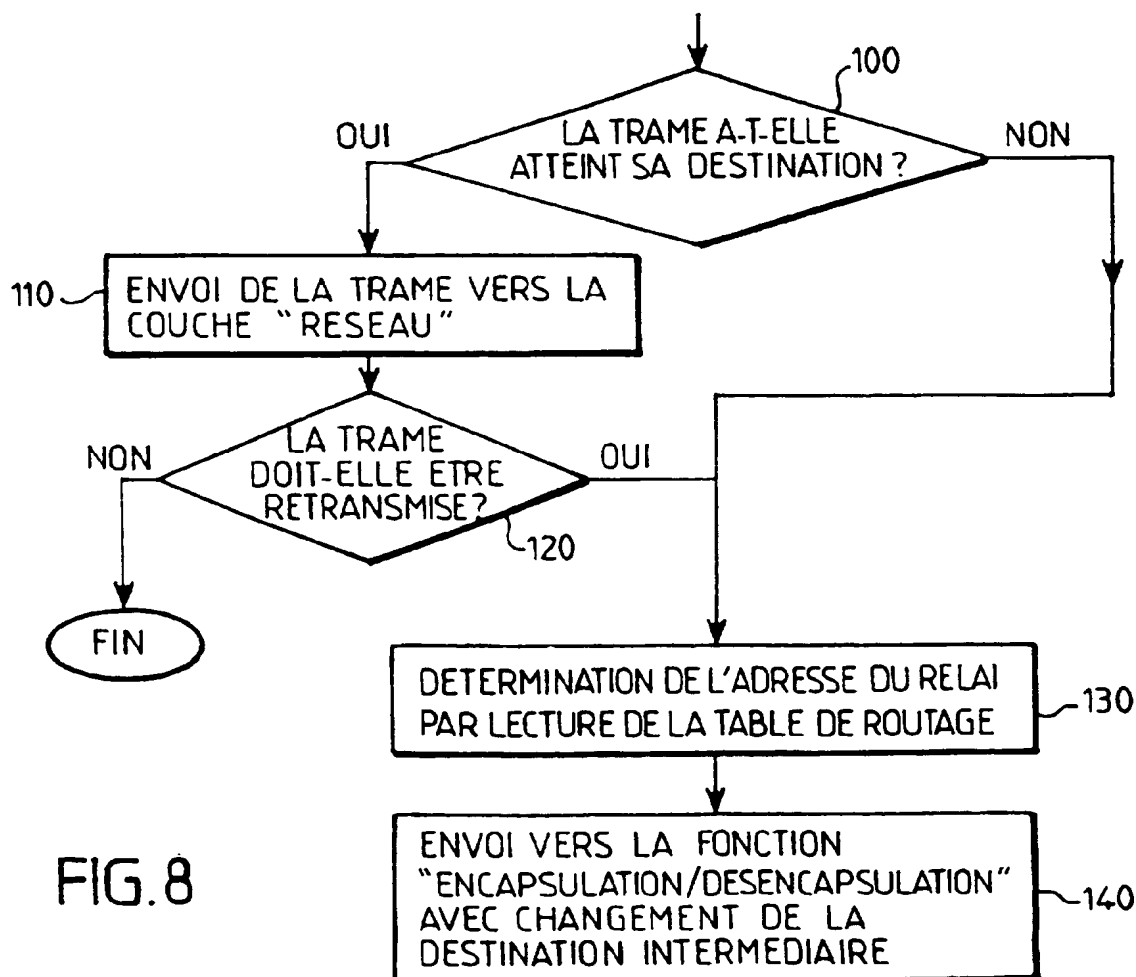 100
LA TRAME A-T-ELLE
ATTEINT SA DESTINATION ?
OUI
NON
110
ENVOI DE LA TRAME VERS LA
COUCHE "RESEAU"
LA TRAME
DOIT-ELLE ETRE
RETRANSMISE?
NON
OUI
120
FIN
DETERMINATION DE L'ADRESSE DU RELAI
PAR LECTURE DE LA TABLE DE ROUTAGE
130
ENVOI VERS LA FONCTION
"ENCAPSULATION/DESENCAPSULATION"
AVEC CHANGEMENT DE LA
DESTINATION INTERMEDIAIRE
140
FIG.8